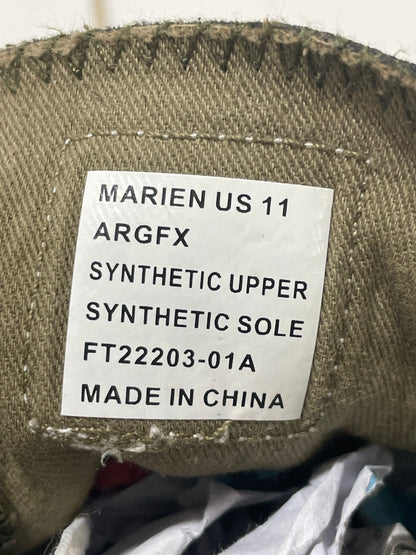 MARIEN US 11
ARGFX
SYNTHETIC UPPER
SYNTHETIC SOLE
FT22203-01A
MADE IN CHINA